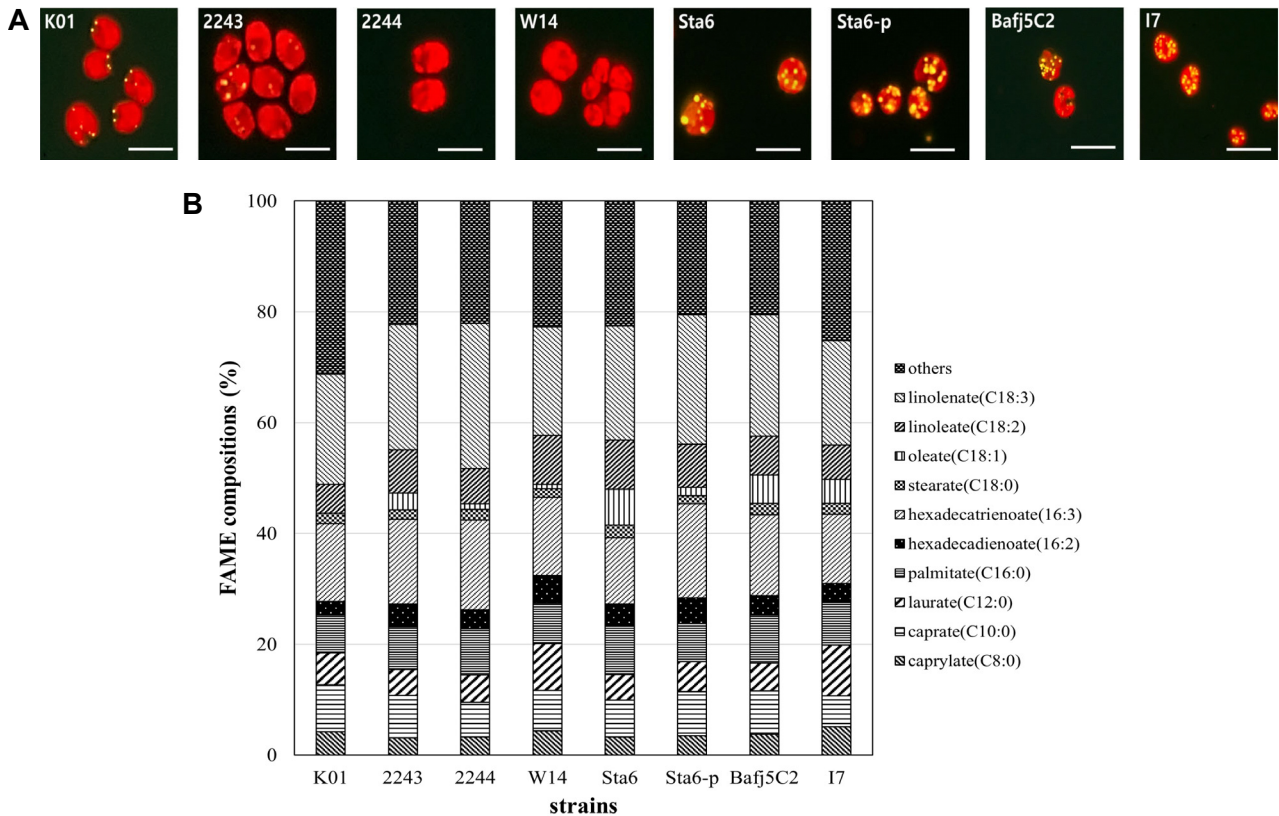 A
K01
2243
2244
W14
Sta6
Sta6-p
Bafj5C2
I7
B
100
80
60
40
20
0
FAME compositions (%)
K01 2243 2244 W14 Sta6 Sta6-p Bafj5C2 I7
strains
others
linolenate(C18:3)
linoleate(C18:2)
oleate(C18:1)
stearate(C18:0)
hexadecatrienoate(16:3)
hexadecadienoate(16:2)
palmitate(C16:0)
laurate(C12:0)
caprate(C10:0)
caprylate(C8:0)